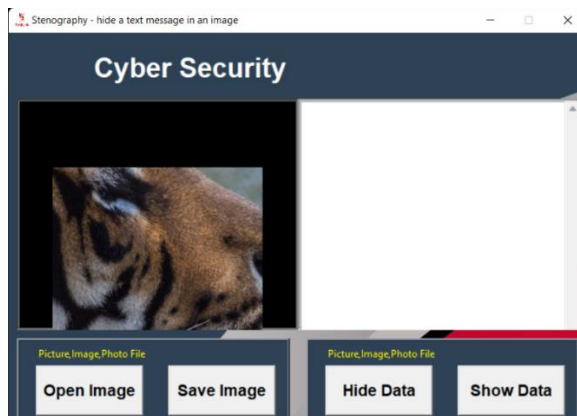 Stenography - hide a text message in an image
Cyber Security
Picture,Image,Photo File
Picture,Image,Photo File
Open Image
Save Image
Hide Data
Show Data